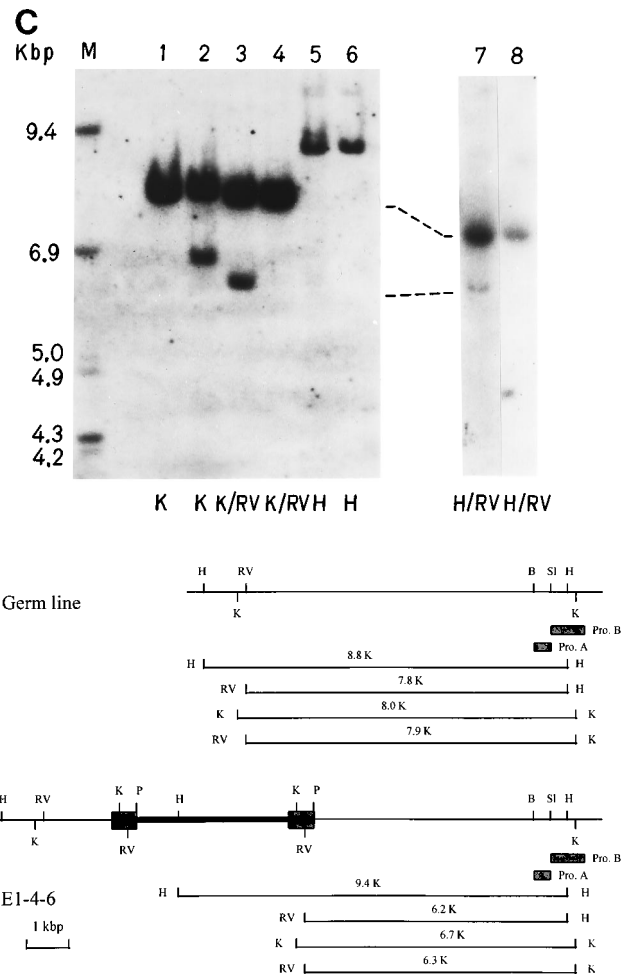 C
Kbp M 1 2 3 4 5 6 7 8
9.4
6.9
5.0
4.9
4.3
4.2
K K K/RV K/RV H H H/RV H/RV
H RV B Sl H
Germ line
K K
Pro. B
Pro. A
8.8 K
H H
7.8 K
RV H
8.0 K
K K
7.9 K
RV K
H RV K P H K P B Sl H
K RV RV K
Pro. B
Pro. A
E1-4-6
9.4 K
H H
6.2 K
RV H
1 kbp
6.7 K
K K
6.3 K
RV K